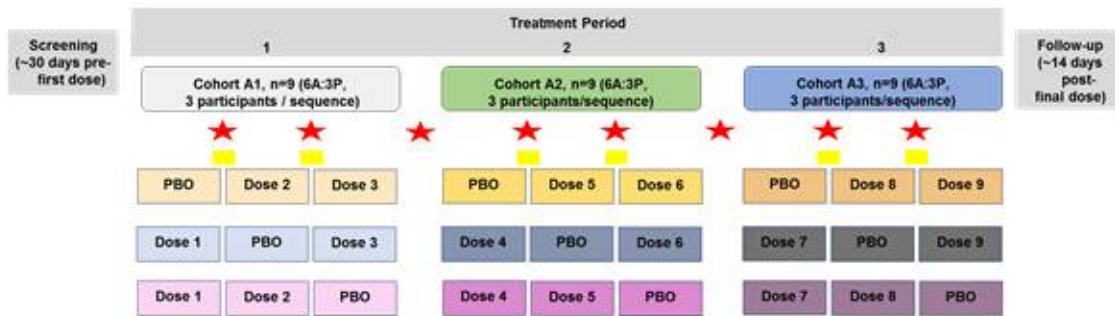 Treatment Period
1 2 3
Screening
(~30 days pre-
first dose)
Follow-up
(~14 days
post-
final dose)
Cohort A1, n=9 (6A:3P,
3 participants / sequence)
Cohort A2, n=9 (6A:3P,
3 participants/sequence)
Cohort A3, n=9 (6A:3P,
3 participants/sequence)
PBO Dose 2 Dose 3 PBO Dose 5 Dose 6 PBO Dose 8 Dose 9
Dose 1 PBO Dose 3 Dose 4 PBO Dose 6 Dose 7 PBO Dose 9
Dose 1 Dose 2 PBO Dose 4 Dose 5 PBO Dose 7 Dose 8 PBO